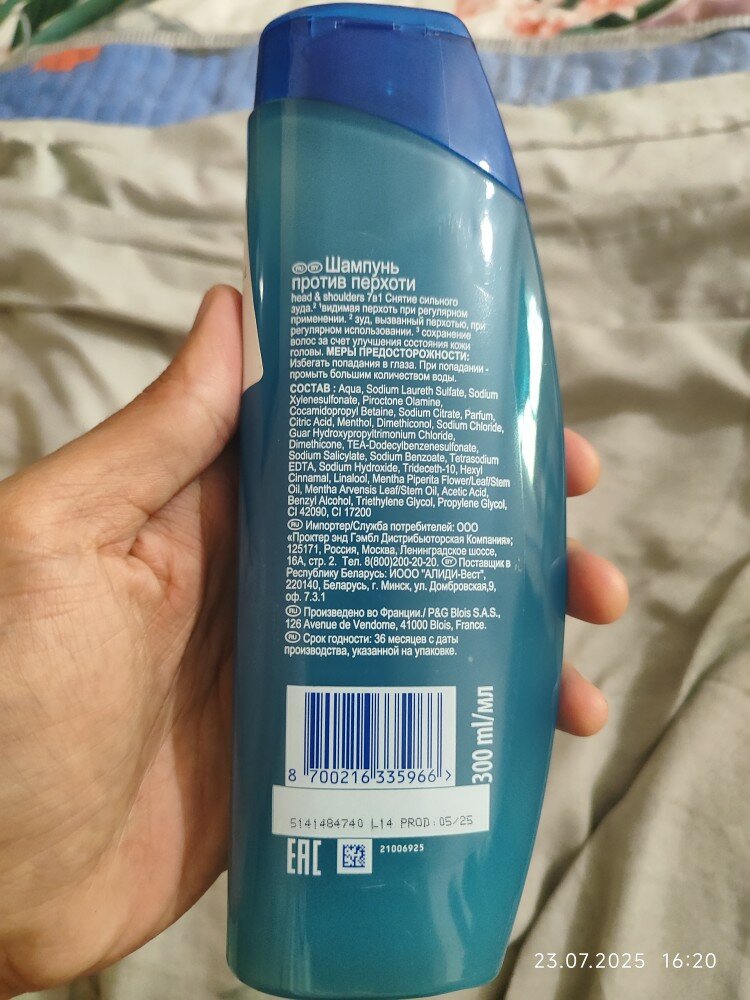 RU BY Шампунь
против перхоти
head & shoulders 7в1 Снятие сильного
зуда.² ¹видимая перхоть при регулярном
применении. ² зуд, вызванный перхотью, при
регулярном использовании. ³ сохранение
волос за счет улучшения состояния кожи
головы. МЕРЫ ПРЕДОСТОРОЖНОСТИ:
Избегать попадания в глаза. При попадании -
промыть большим количеством воды.
СОСТАВ : Aqua, Sodium Laureth Sulfate, Sodium
Xylenesulfonate, Piroctone Olamine,
Cocamidopropyl Betaine, Sodium Citrate, Parfum,
Citric Acid, Menthol, Dimethiconol, Sodium Chloride,
Guar Hydroxypropyltrimonium Chloride,
Dimethicone, TEA-Dodecylbenzenesulfonate,
Sodium Salicylate, Sodium Benzoate, Tetrasodium
EDTA, Sodium Hydroxide, Trideceth-10, Hexyl
Cinnamal, Linalool, Mentha Piperita Flower/Leaf/Stem
Oil, Mentha Arvensis Leaf/Stem Oil, Acetic Acid,
Benzyl Alcohol, Triethylene Glycol, Propylene Glycol,
CI 42090, CI 17200
RU Импортер/Служба потребителей: ООО
«Проктер энд Гэмбл Дистрибьюторская Компания»;
125171, Россия, Москва, Ленинградское шоссе,
16А, стр. 2. Тел. 8(800)200-20-20. BY Поставщик в
Республику Беларусь: ИООО "АЛИДИ-Вест",
220140, Беларусь, г. Минск, ул. Домбровская,9,
оф. 7.3.1
RU Произведено во Франции./ P&G Blois S.A.S.,
126 Avenue de Vendome, 41000 Blois, France.
RU Срок годности: 36 месяцев с даты
производства, указанной на упаковке.
300 ml/мл
8 700216 335966 >
5141484740 L14 PROD:05/25
EAC
21006925
23.07.2025 16:20